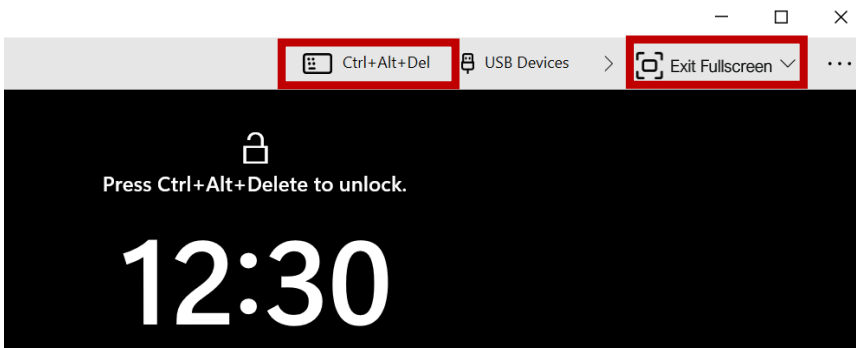 Ctrl+Alt+Del USB Devices Exit Fullscreen
Press Ctrl+Alt+Delete to unlock.
12:30